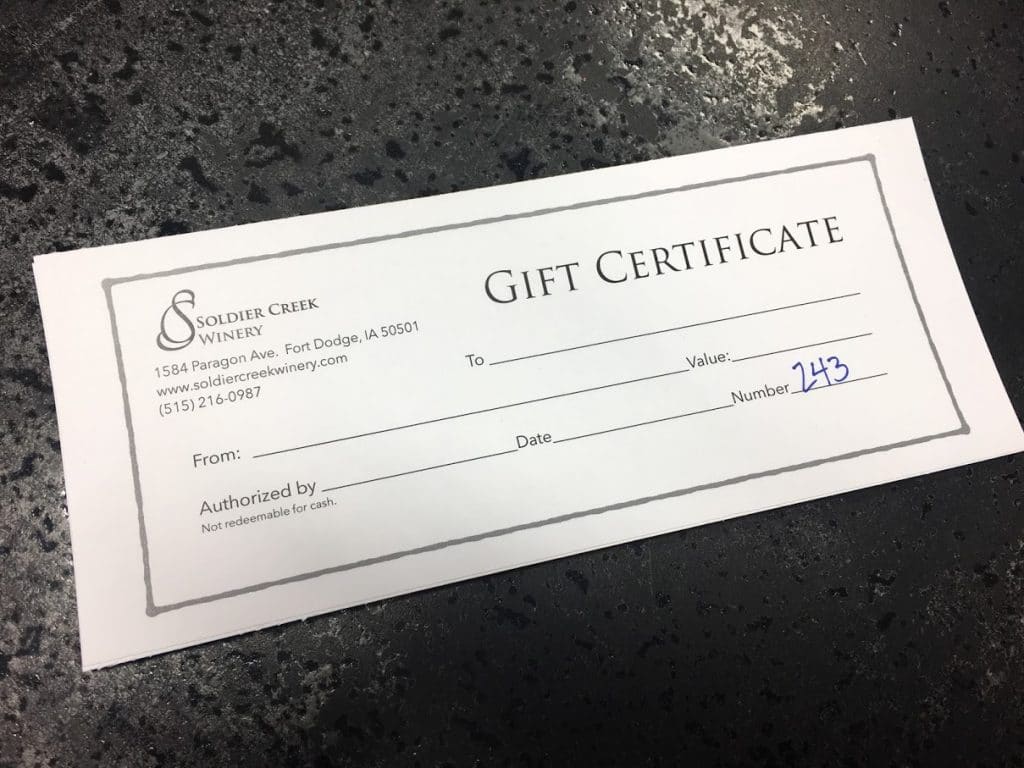 Soldier Creek
Winery
1584 Paragon Ave. Fort Dodge, IA 50501
www.soldiercreekwinery.com
(515) 216-0987
Gift Certificate
To
From: Value:
Authorized by Date Number 243
Not redeemable for cash.